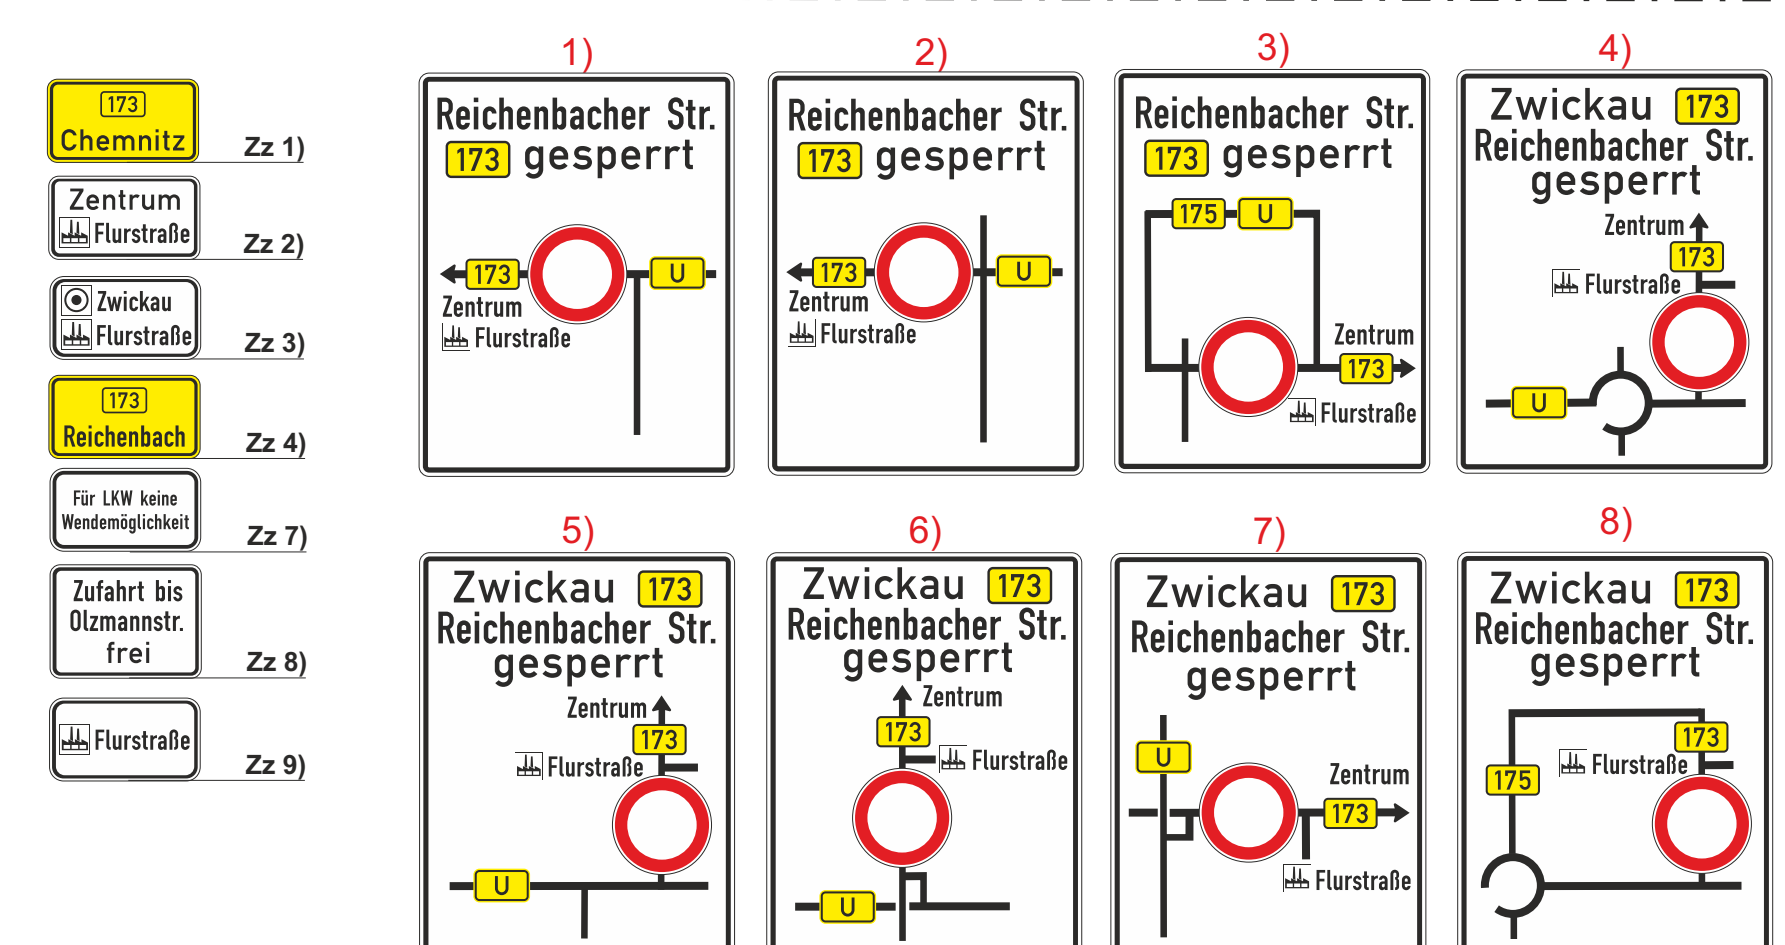 173
Chemnitz
Zz 1)
Zentrum
Flurstraße
Zz 2)
Zwickau
Flurstraße
Zz 3)
173
Reichenbach
Zz 4)
Für LKW keine
Wendemöglichkeit
Zz 7)
Zufahrt bis
Olzmannstr.
frei
Zz 8)
Flurstraße
Zz 9)
1)
Reichenbacher Str.
173 gesperrt
173 U
Zentrum
Flurstraße
2)
Reichenbacher Str.
173 gesperrt
173 U
Zentrum
Flurstraße
3)
Reichenbacher Str.
173 gesperrt
175 U
Zentrum
173
Flurstraße
4)
Zwickau 173
Reichenbacher Str.
gesperrt
Zentrum
173
Flurstraße
U
5)
Zwickau 173
Reichenbacher Str.
gesperrt
Zentrum
173
Flurstraße
U
6)
Zwickau 173
Reichenbacher Str.
gesperrt
Zentrum
173
Flurstraße
U
7)
Zwickau 173
Reichenbacher Str.
gesperrt
U
Zentrum
173
Flurstraße
8)
Zwickau 173
Reichenbacher Str.
gesperrt
173
Flurstraße
175